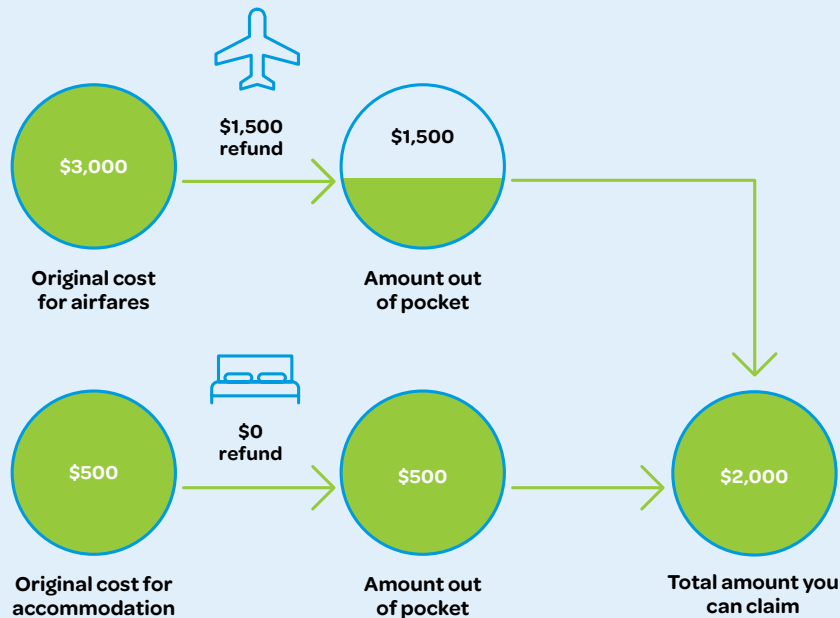 $1,500
refund
$3,000
$1,500
Original cost
for airfares
Amount out
of pocket
$0
refund
$500
$500
$2,000
Original cost for
accommodation
Amount out
of pocket
Total amount you
can claim